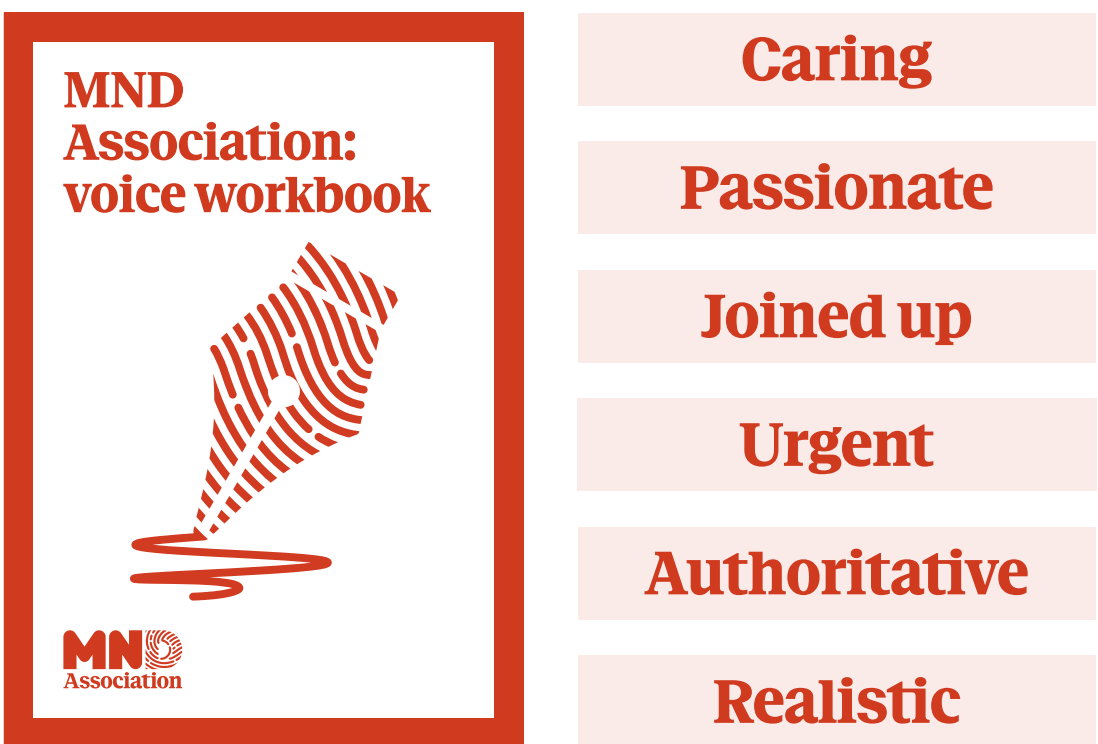 MND
Association:
voice workbook
MND
Association
Caring
Passionate
Joined up
Urgent
Authoritative
Realistic